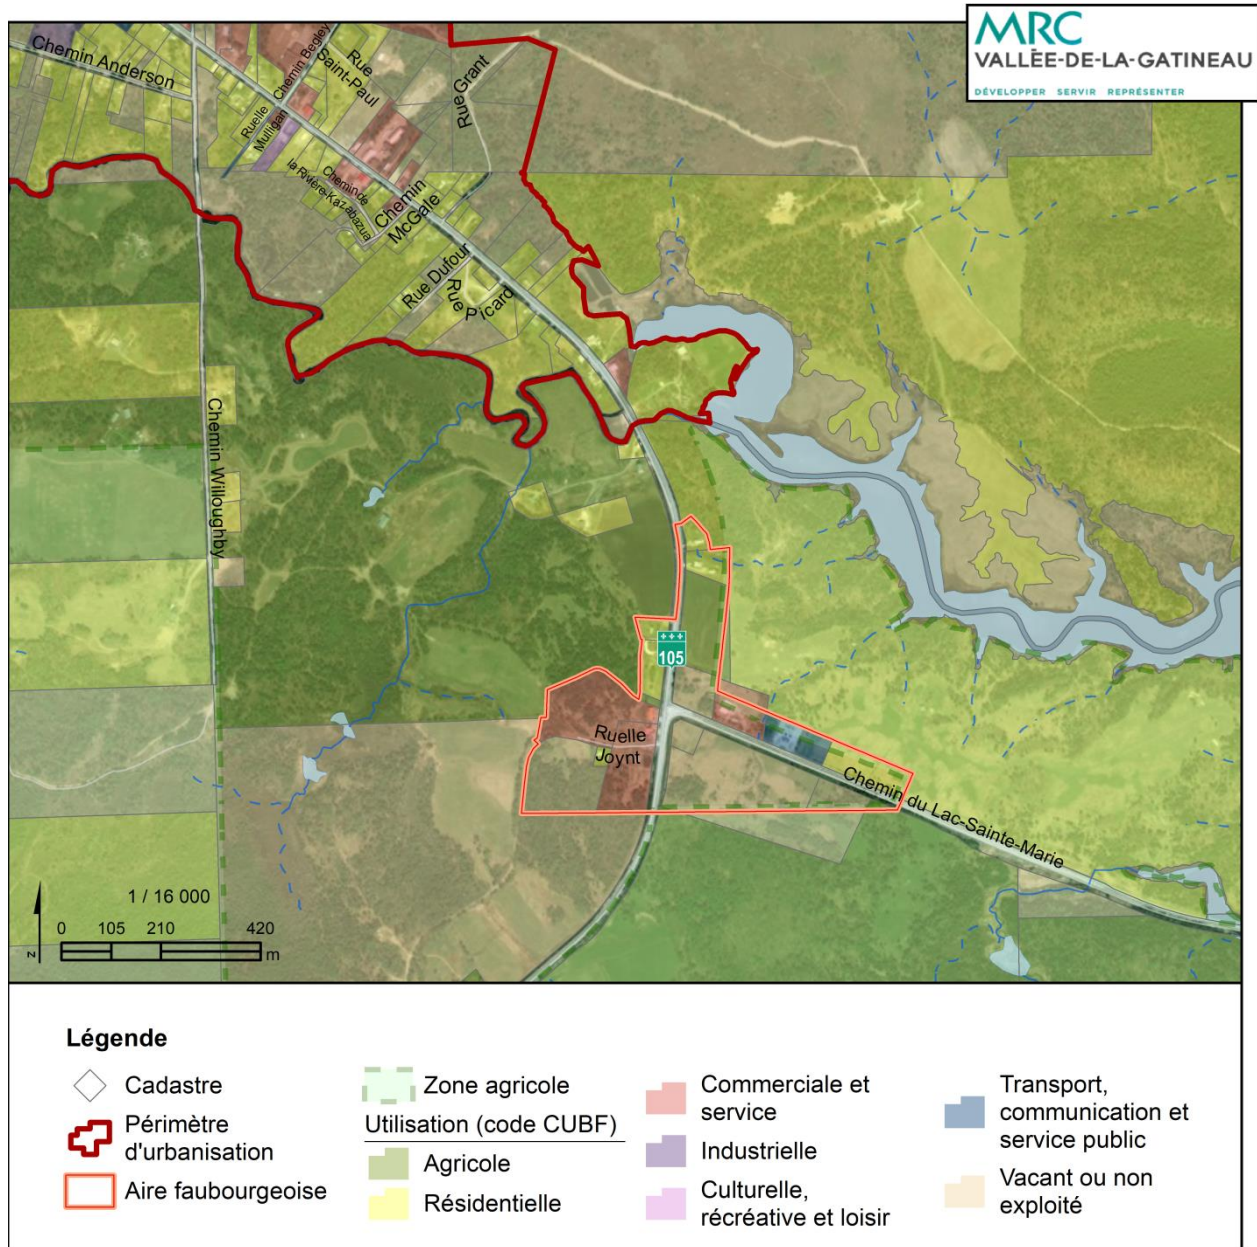 MRC
VALLÉE-DE-LA-GATINEAU
DÉVELOPPER SERVIR REPRÉSENTER
Chemin Anderson
Chemin Begley
Rue
Saint-Paul
Rue Grant
Ruelle
Mulligan
Chemin de
la Rivière-Kazabazua
Chemin
McGale
Rue Dufour
Rue
Picard
Chemin Willoughby
105
Ruelle
Joynt
Chemin du Lac-Sainte-Marie
1 / 16 000
0 105 210 420
m
N
Légende
Cadastre
Périmètre
d'urbanisation
Aire faubourgeoise
Zone agricole
Utilisation (code CUBF)
Agricole
Résidentielle
Commerciale et
service
Industrielle
Culturelle,
récréative et loisir
Transport,
communication et
service public
Vacant ou non
exploité